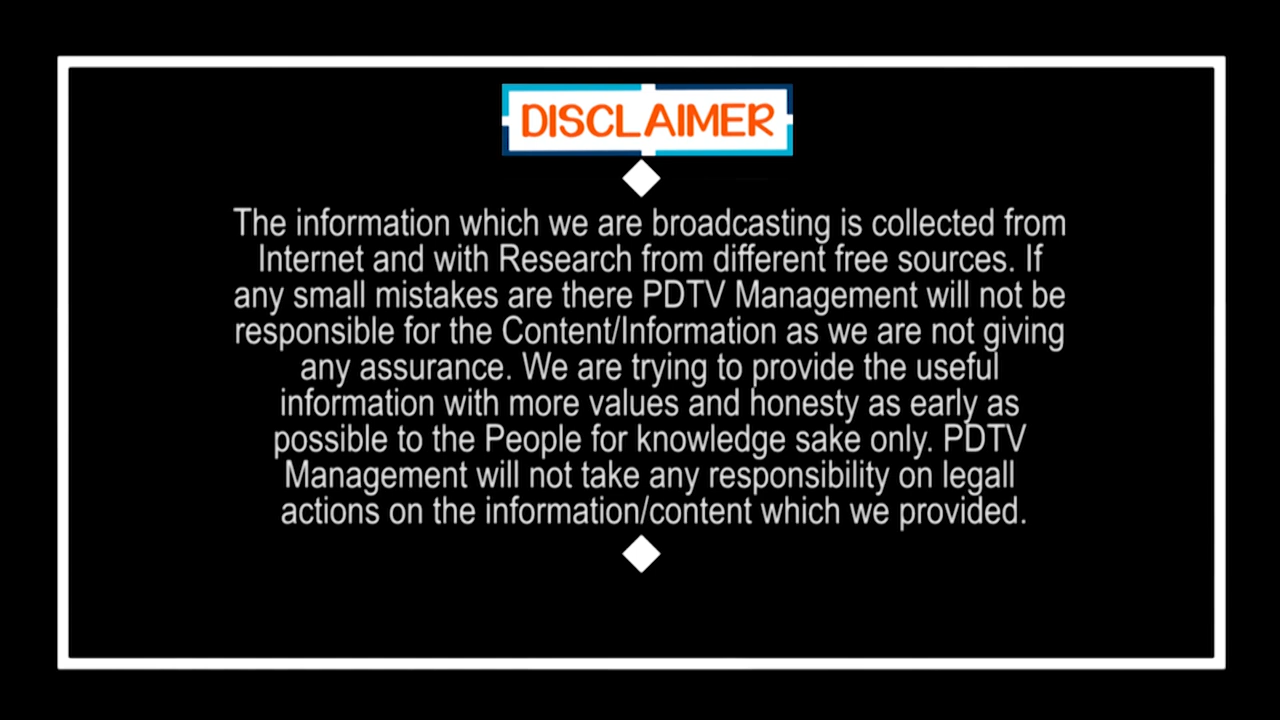 DISCLAIMER
The information which we are broadcasting is collected from
Internet and with Research from different free sources. If
any small mistakes are there PDTV Management will not be
responsible for the Content/Information as we are not giving
any assurance. We are trying to provide the useful
information with more values and honesty as early as
possible to the People for knowledge sake only. PDTV
Management will not take any responsibility on legall
actions on the information/content which we provided.